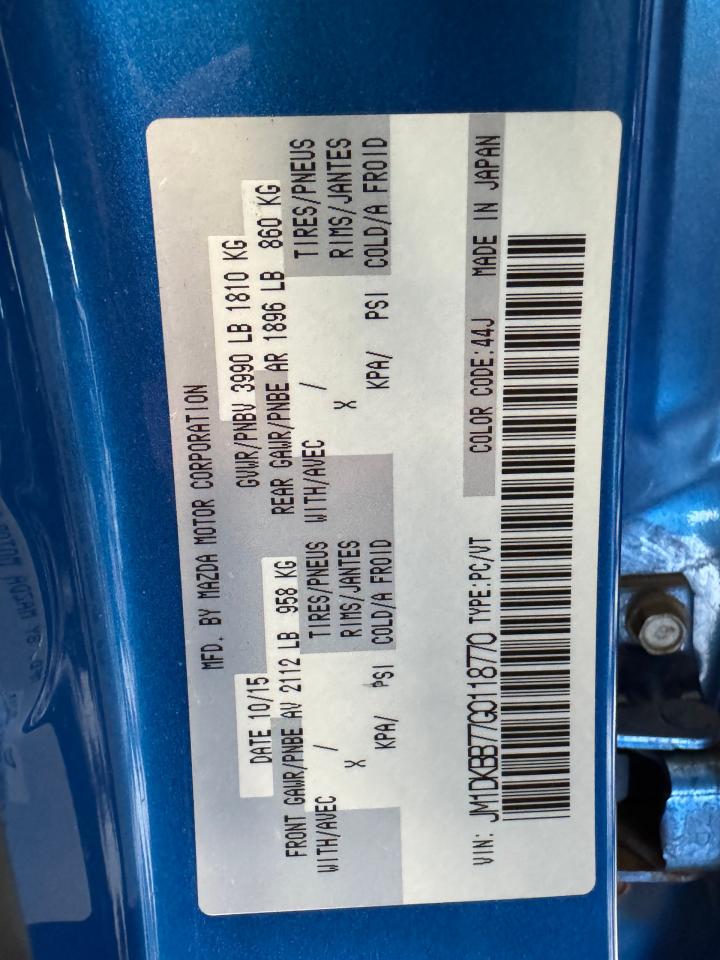 MFD. BY MAZDA MOTOR CORPORATION
DATE 10/15 GVWR/PNBV 3990 LB 1810 KG
FRONT GAWR/PNBE AV 2112 LB 958 KG REAR GAWR/PNBE AR 1896 LB 860 KG
WITH/AVEC / TIRES/PNEUS WITH/AVEC / TIRES/PNEUS
X RIMS/JANTES X RIMS/JANTES
KPA/ PSI COLD/A FROID KPA/ PSI COLD/A FROID
COLOR CODE:44J MADE IN JAPAN
VIN: JM1DKBB77G0118770 TYPE:PC/VT